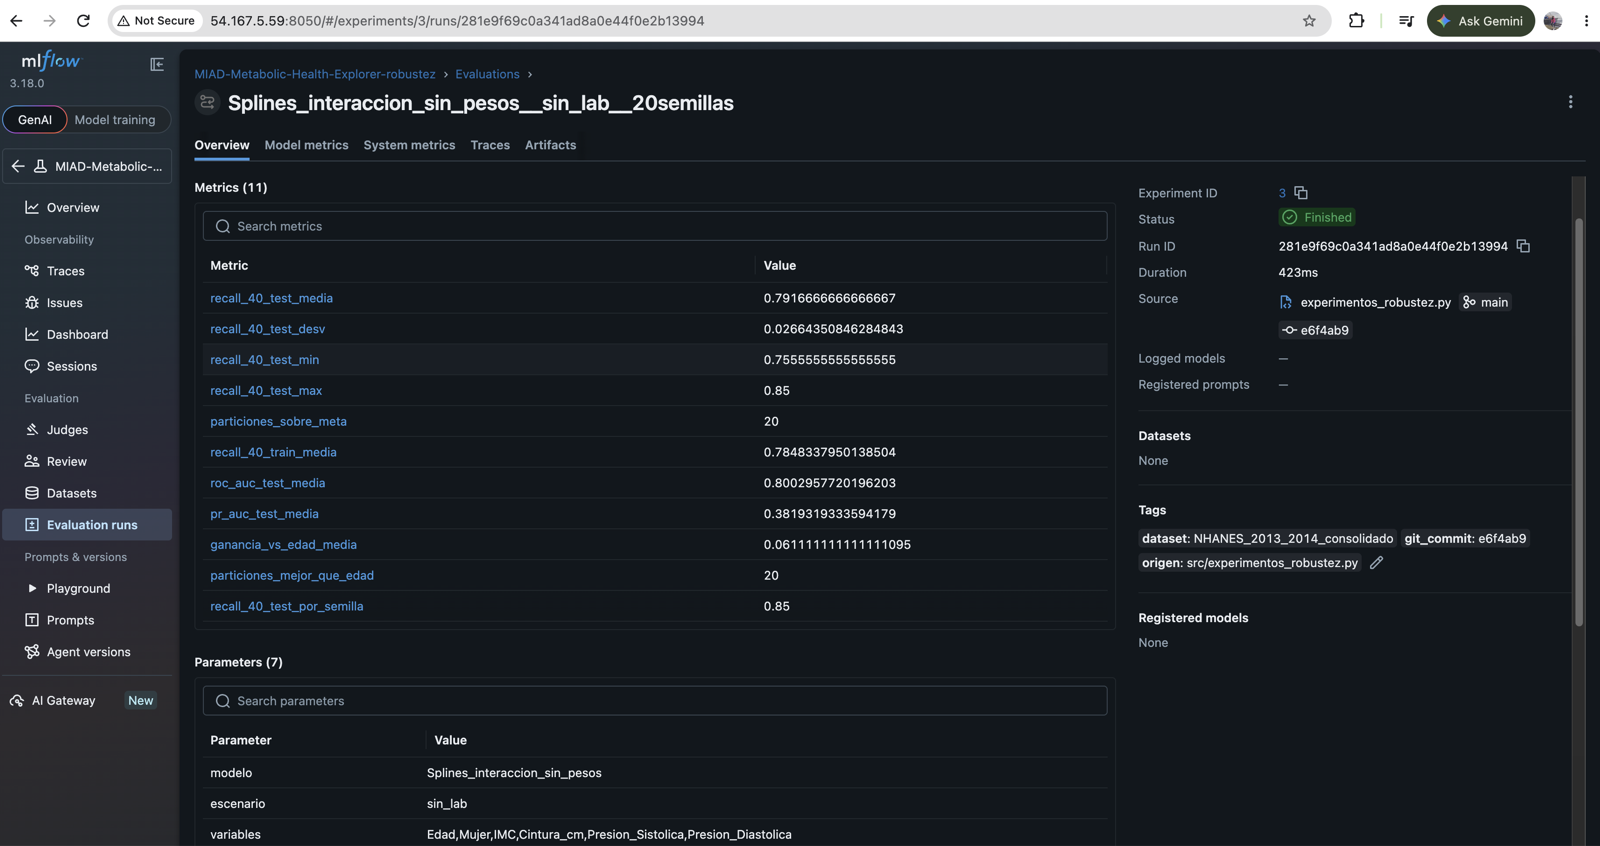 Not Secure 54.167.5.59:8050/#/experiments/3/runs/281e9f69c0a341ad8a0e44f0e2b13994 Ask Gemini
mlflow
3.18.0
GenAI Model training
MIAD-Metabolic-...
Overview
Observability
Traces
Issues
Dashboard
Sessions
Evaluation
Judges
Review
Datasets
Evaluation runs
Prompts & versions
Playground
Prompts
Agent versions
AI Gateway New
MIAD-Metabolic-Health-Explorer-robustez > Evaluations >
Splines_interaccion_sin_pesos__sin_lab__20semillas
Overview Model metrics System metrics Traces Artifacts
Metrics (11)
Search metrics
Metric Value
recall_40_test_media 0.7916666666666667
recall_40_test_desv 0.02664350846284843
recall_40_test_min 0.7555555555555555
recall_40_test_max 0.85
particiones_sobre_meta 20
recall_40_train_media 0.7848337950138504
roc_auc_test_media 0.8002957720196203
pr_auc_test_media 0.3819319333594179
ganancia_vs_edad_media 0.061111111111111095
particiones_mejor_que_edad 20
recall_40_test_por_semilla 0.85
Parameters (7)
Search parameters
Parameter Value
modelo Splines_interaccion_sin_pesos
escenario sin_lab
variables Edad,Mujer,IMC,Cintura_cm,Presion_Sistolica,Presion_Diastolica
Experiment ID 3
Status Finished
Run ID 281e9f69c0a341ad8a0e44f0e2b13994
Duration 423ms
Source experimentos_robustez.py main
e6f4ab9
Logged models —
Registered prompts —
Datasets
None
Tags
dataset: NHANES_2013_2014_consolidado git_commit: e6f4ab9
origen: src/experimentos_robustez.py
Registered models
None